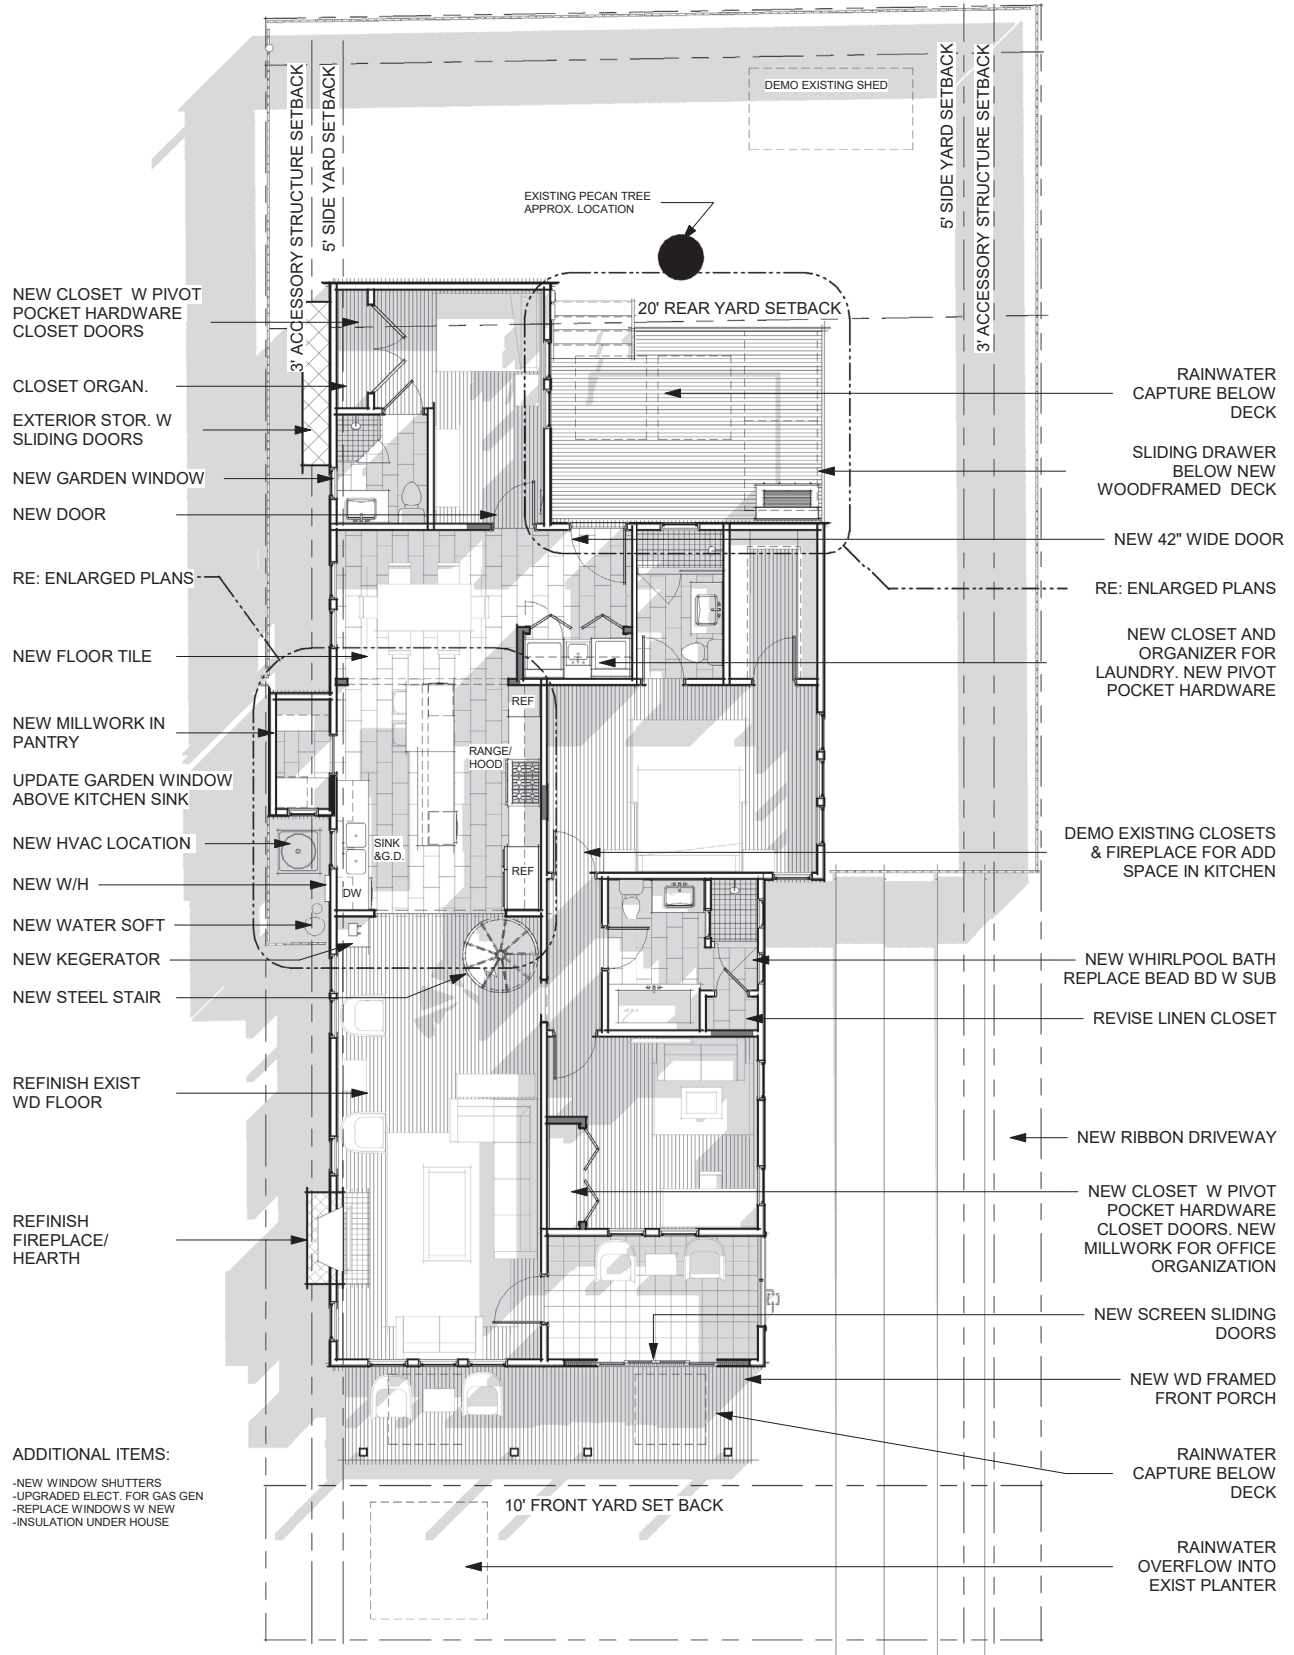 DEMO EXISTING SHED
3' ACCESSORY STRUCTURE SETBACK
5' SIDE YARD SETBACK
5' SIDE YARD SETBACK
3' ACCESSORY STRUCTURE SETBACK
EXISTING PECAN TREE
APPROX. LOCATION
20' REAR YARD SETBACK
NEW CLOSET W PIVOT
POCKET HARDWARE
CLOSET DOORS
CLOSET ORGAN.
EXTERIOR STOR. W
SLIDING DOORS
NEW GARDEN WINDOW
NEW DOOR
RE: ENLARGED PLANS
NEW FLOOR TILE
NEW MILLWORK IN
PANTRY
UPDATE GARDEN WINDOW
ABOVE KITCHEN SINK
NEW HVAC LOCATION
NEW W/H
NEW WATER SOFT
NEW KEGERATOR
NEW STEEL STAIR
REFINISH EXIST
WD FLOOR
REFINISH
FIREPLACE/
HEARTH
REF
RANGE/
HOOD
SINK
&G.D.
REF
DW
RAINWATER
CAPTURE BELOW
DECK
SLIDING DRAWER
BELOW NEW
WOODFRAMED DECK
NEW 42" WIDE DOOR
RE: ENLARGED PLANS
NEW CLOSET AND
ORGANIZER FOR
LAUNDRY. NEW PIVOT
POCKET HARDWARE
DEMO EXISTING CLOSETS
& FIREPLACE FOR ADD
SPACE IN KITCHEN
NEW WHIRLPOOL BATH
REPLACE BEAD BD W SUB
REVISE LINEN CLOSET
NEW RIBBON DRIVEWAY
NEW CLOSET W PIVOT
POCKET HARDWARE
CLOSET DOORS. NEW
MILLWORK FOR OFFICE
ORGANIZATION
NEW SCREEN SLIDING
DOORS
NEW WD FRAMED
FRONT PORCH
RAINWATER
CAPTURE BELOW
DECK
RAINWATER
OVERFLOW INTO
EXIST PLANTER
ADDITIONAL ITEMS:
-NEW WINDOW SHUTTERS
-UPGRADED ELECT. FOR GAS GEN
-REPLACE WINDOWS W NEW
-INSULATION UNDER HOUSE
10' FRONT YARD SET BACK